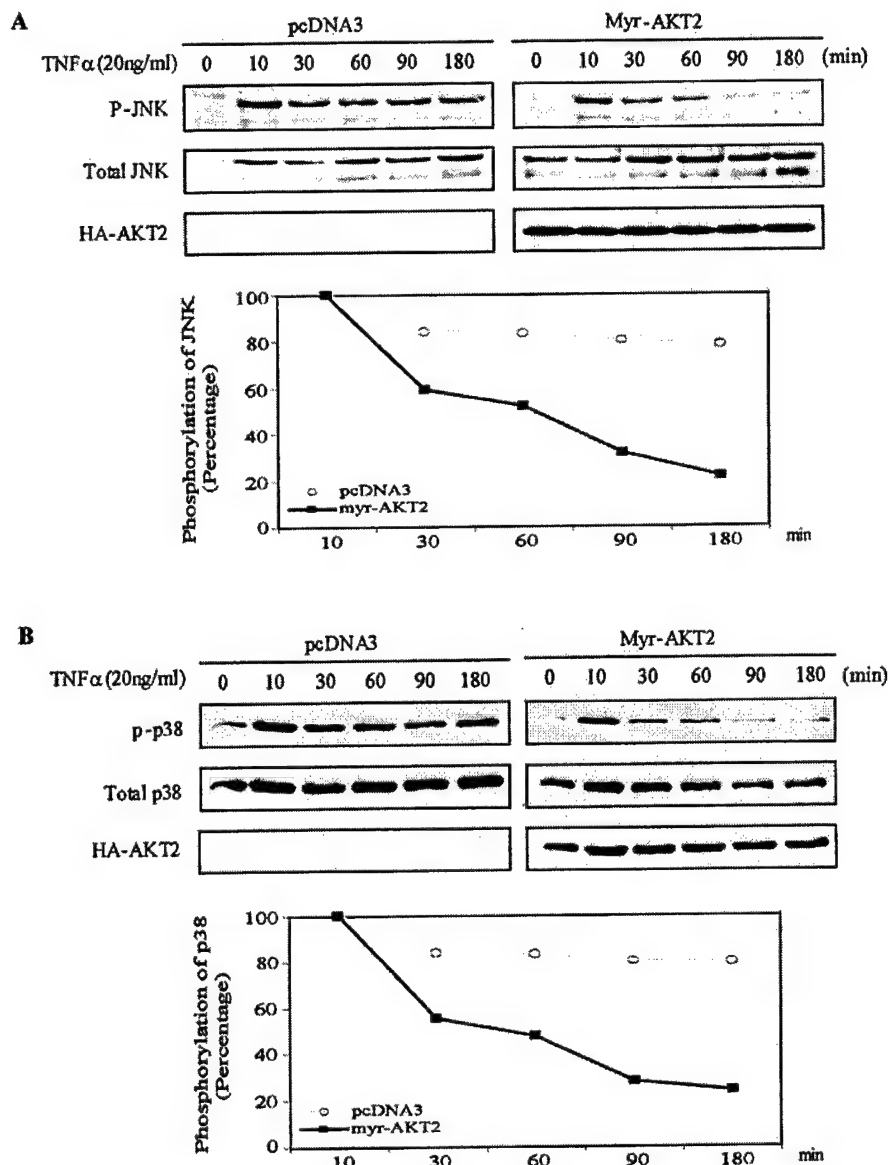 A
pcDNA3 Myr-AKT2
TNFα (20ng/ml) 0 10 30 60 90 180 0 10 30 60 90 180 (min)
P-JNK
Total JNK
HA-AKT2
Phosphorylation of JNK
(Percentage)
100
80
60
40
20
0
pcDNA3
myr-AKT2
10 30 60 90 180 min
B
pcDNA3 Myr-AKT2
TNFα (20ng/ml) 0 10 30 60 90 180 0 10 30 60 90 180 (min)
p-p38
Total p38
HA-AKT2
Phosphorylation of p38
(Percentage)
100
80
60
40
20
0
pcDNA3
myr-AKT2
10 30 60 90 180 min